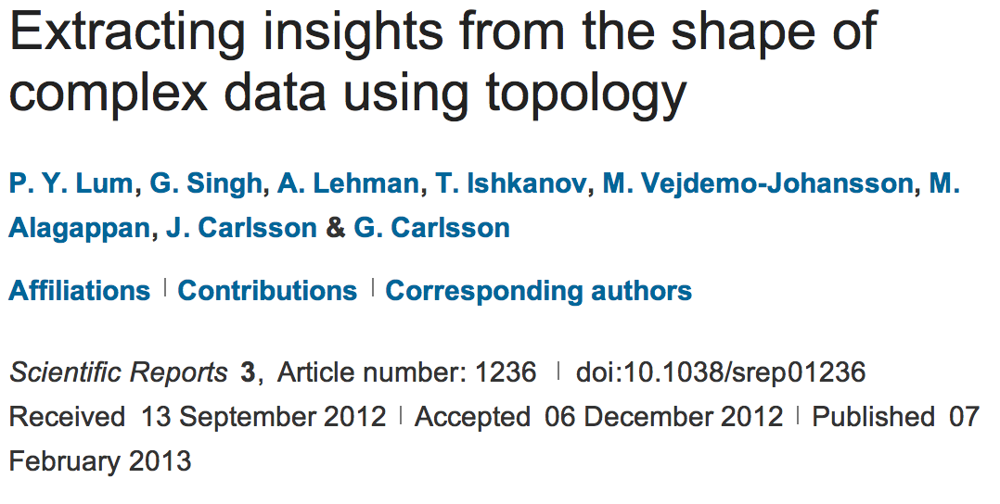 Extracting insights from the shape of
complex data using topology
P. Y. Lum, G. Singh, A. Lehman, T. Ishkanov, M. Vejdemo-Johansson, M.
Alagappan, J. Carlsson & G. Carlsson
Affiliations | Contributions | Corresponding authors
Scientific Reports 3, Article number: 1236 | doi:10.1038/srep01236
Received 13 September 2012 | Accepted 06 December 2012 | Published 07
February 2013